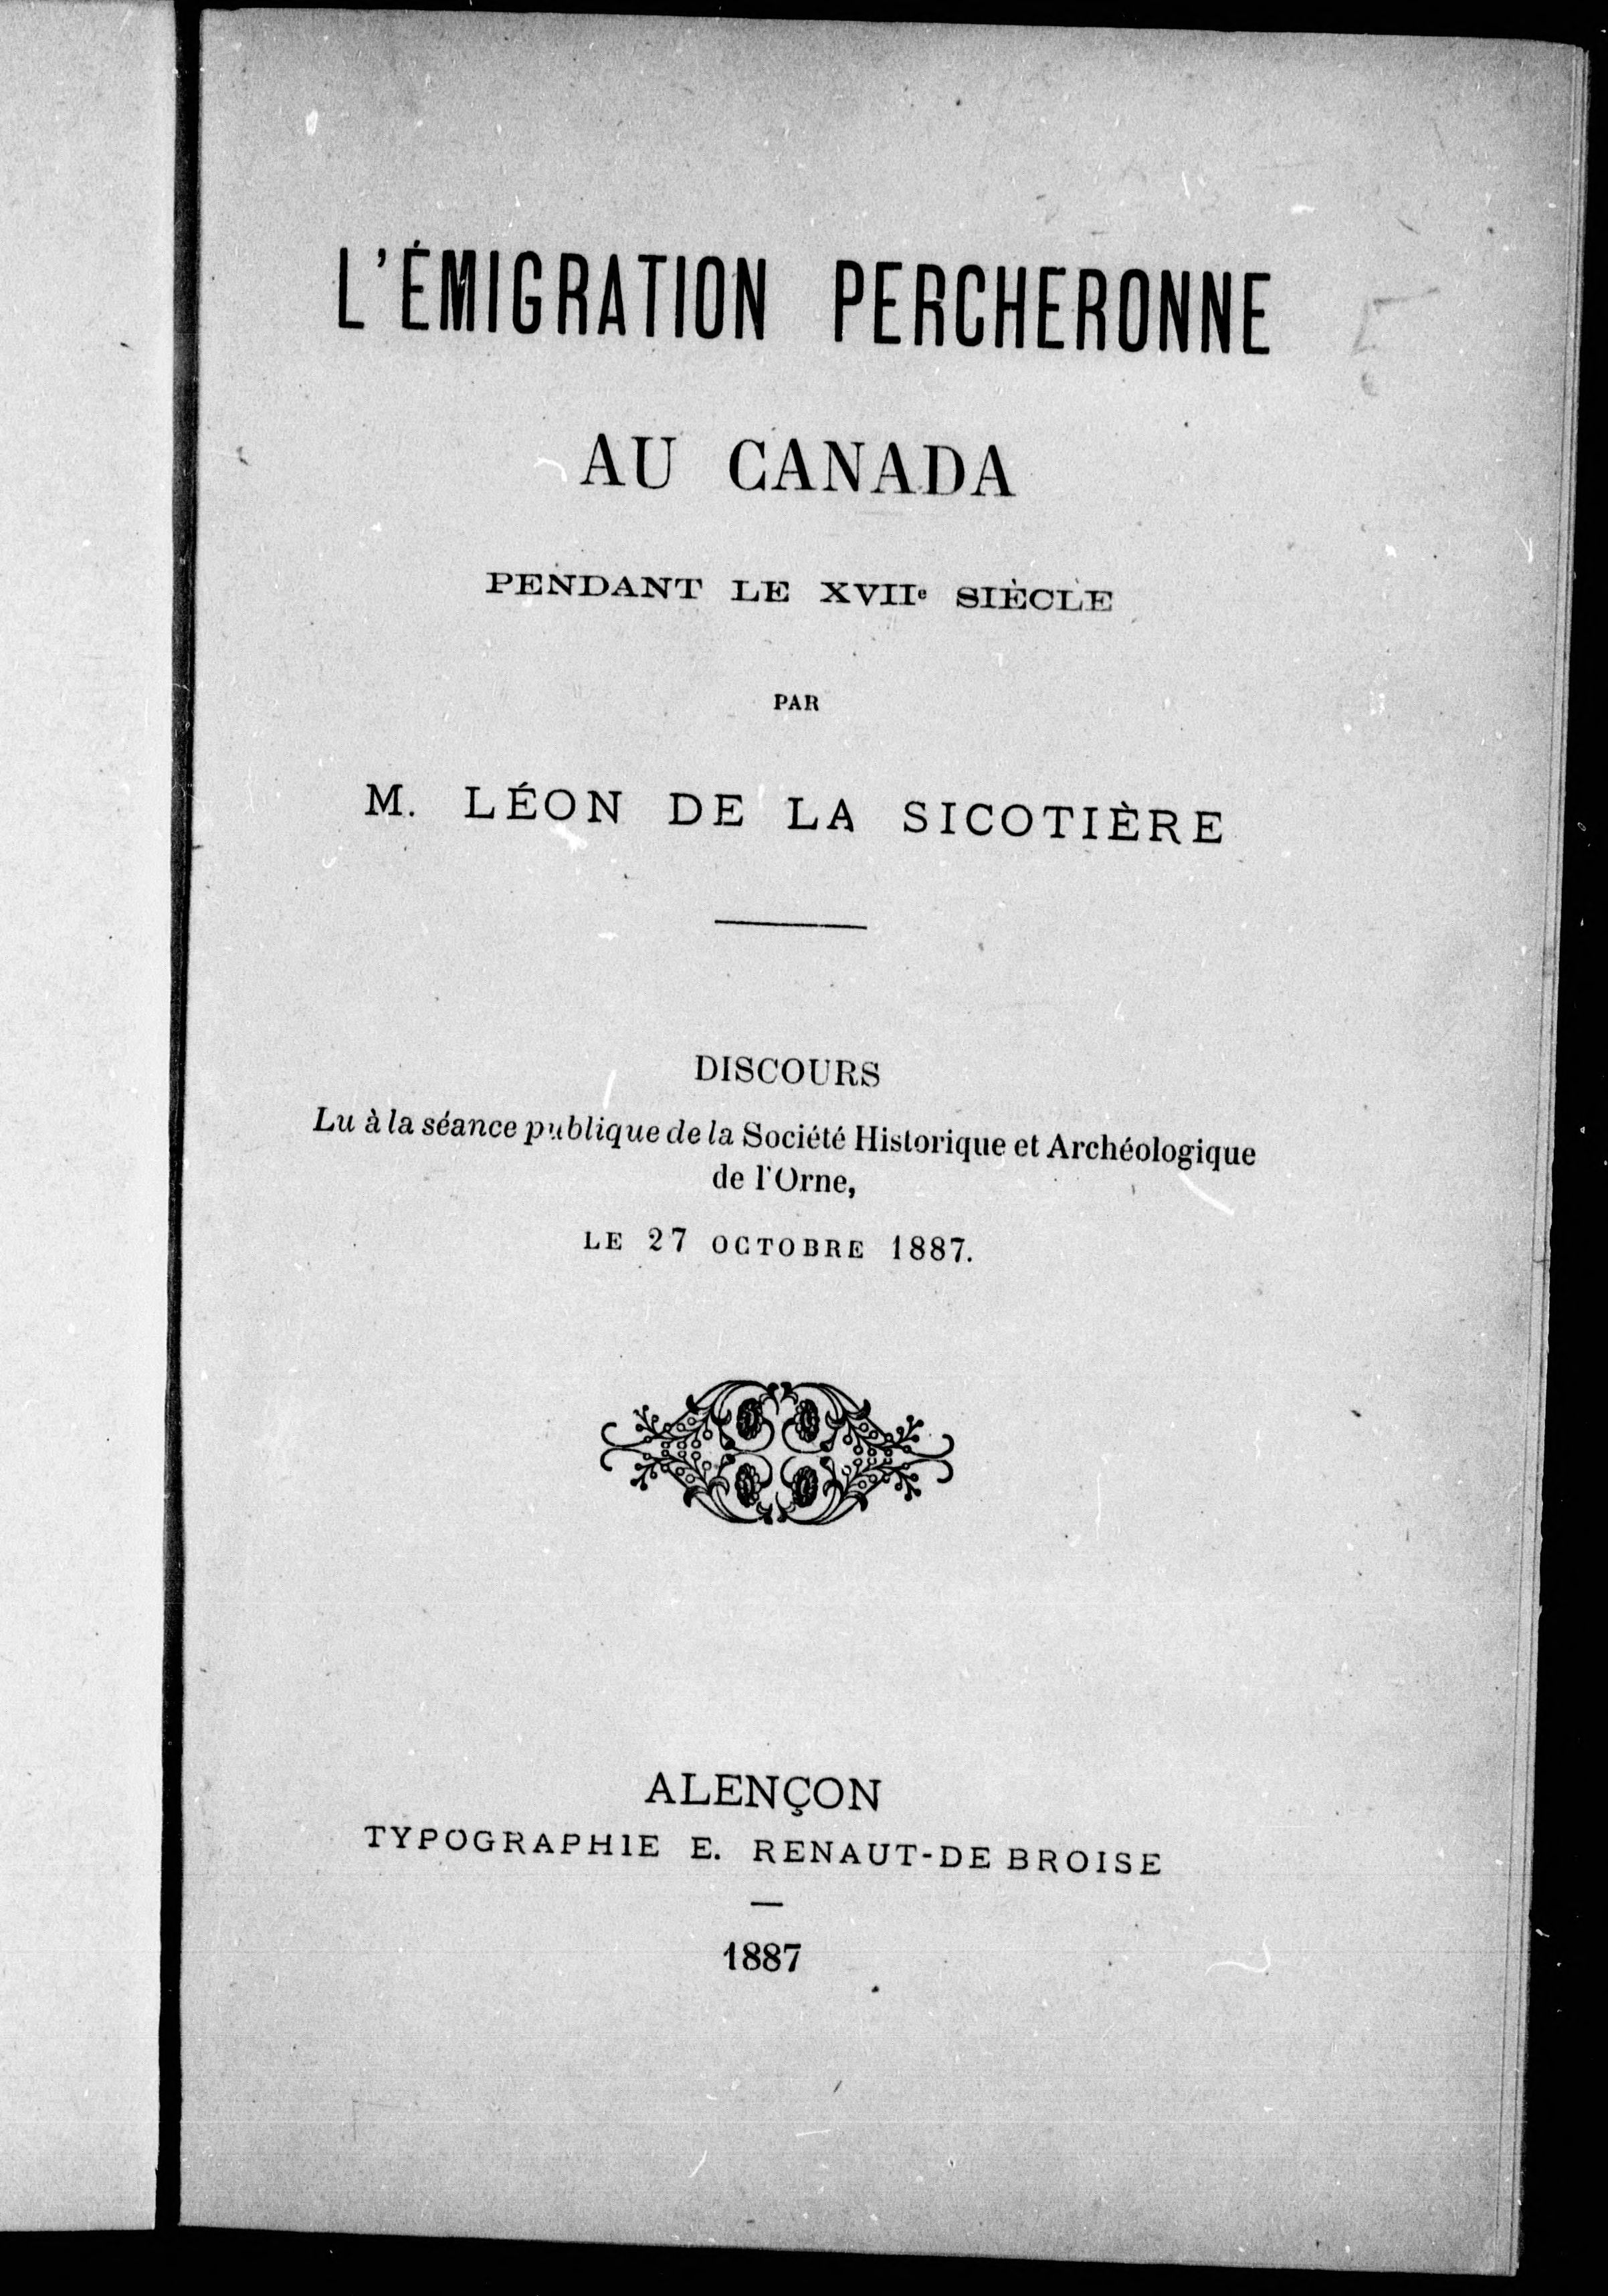 L'ÉMIGRATION PERCHERONNE
AU CANADA
PENDANT LE XVIIe SIÈCLE
PAR
M. LÉON DE LA SICOTIÈRE
DISCOURS
Lu à la séance publique de la Société Historique et Archéologique
de l'Orne,
LE 27 OCTOBRE 1887.
ALENÇON
TYPOGRAPHIE E. RENAUT-DE BROISE
1887